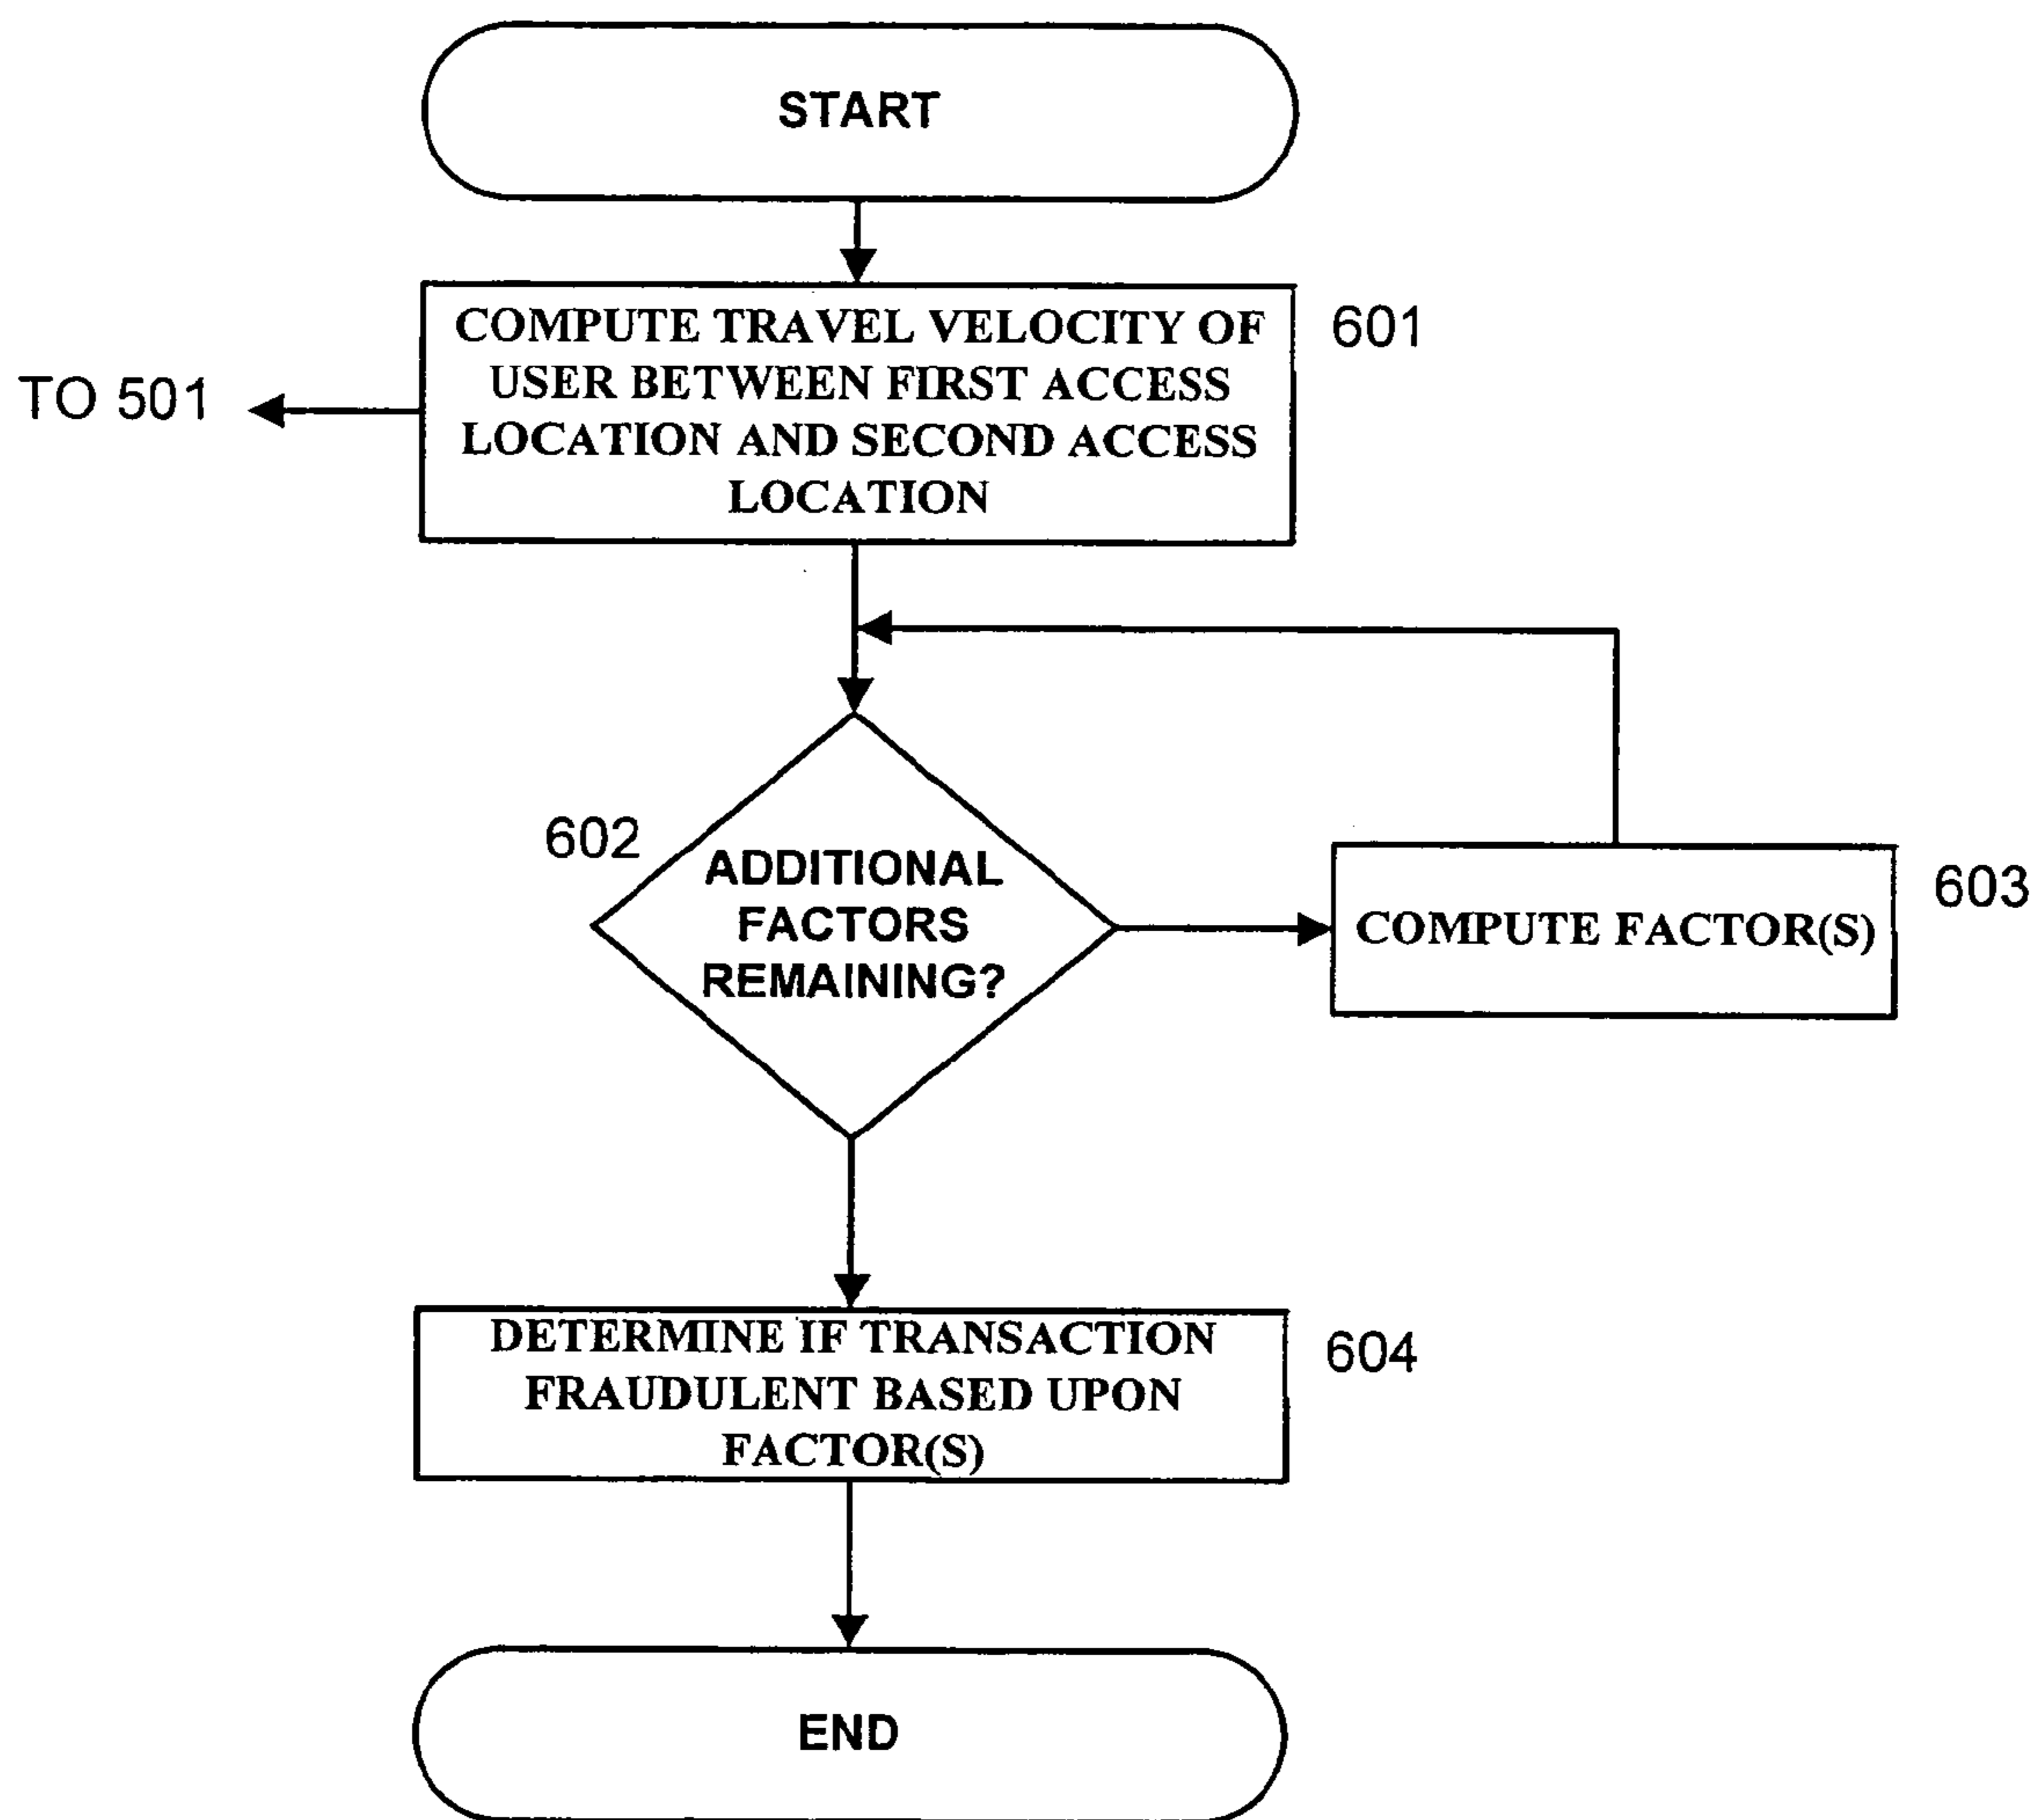 START
COMPUTE TRAVEL VELOCITY OF
USER BETWEEN FIRST ACCESS
LOCATION AND SECOND ACCESS
LOCATION
601
TO 501
602
ADDITIONAL
FACTORS
REMAINING?
COMPUTE FACTOR(S)
603
DETERMINE IF TRANSACTION
FRAUDULENT BASED UPON
FACTOR(S)
604
END